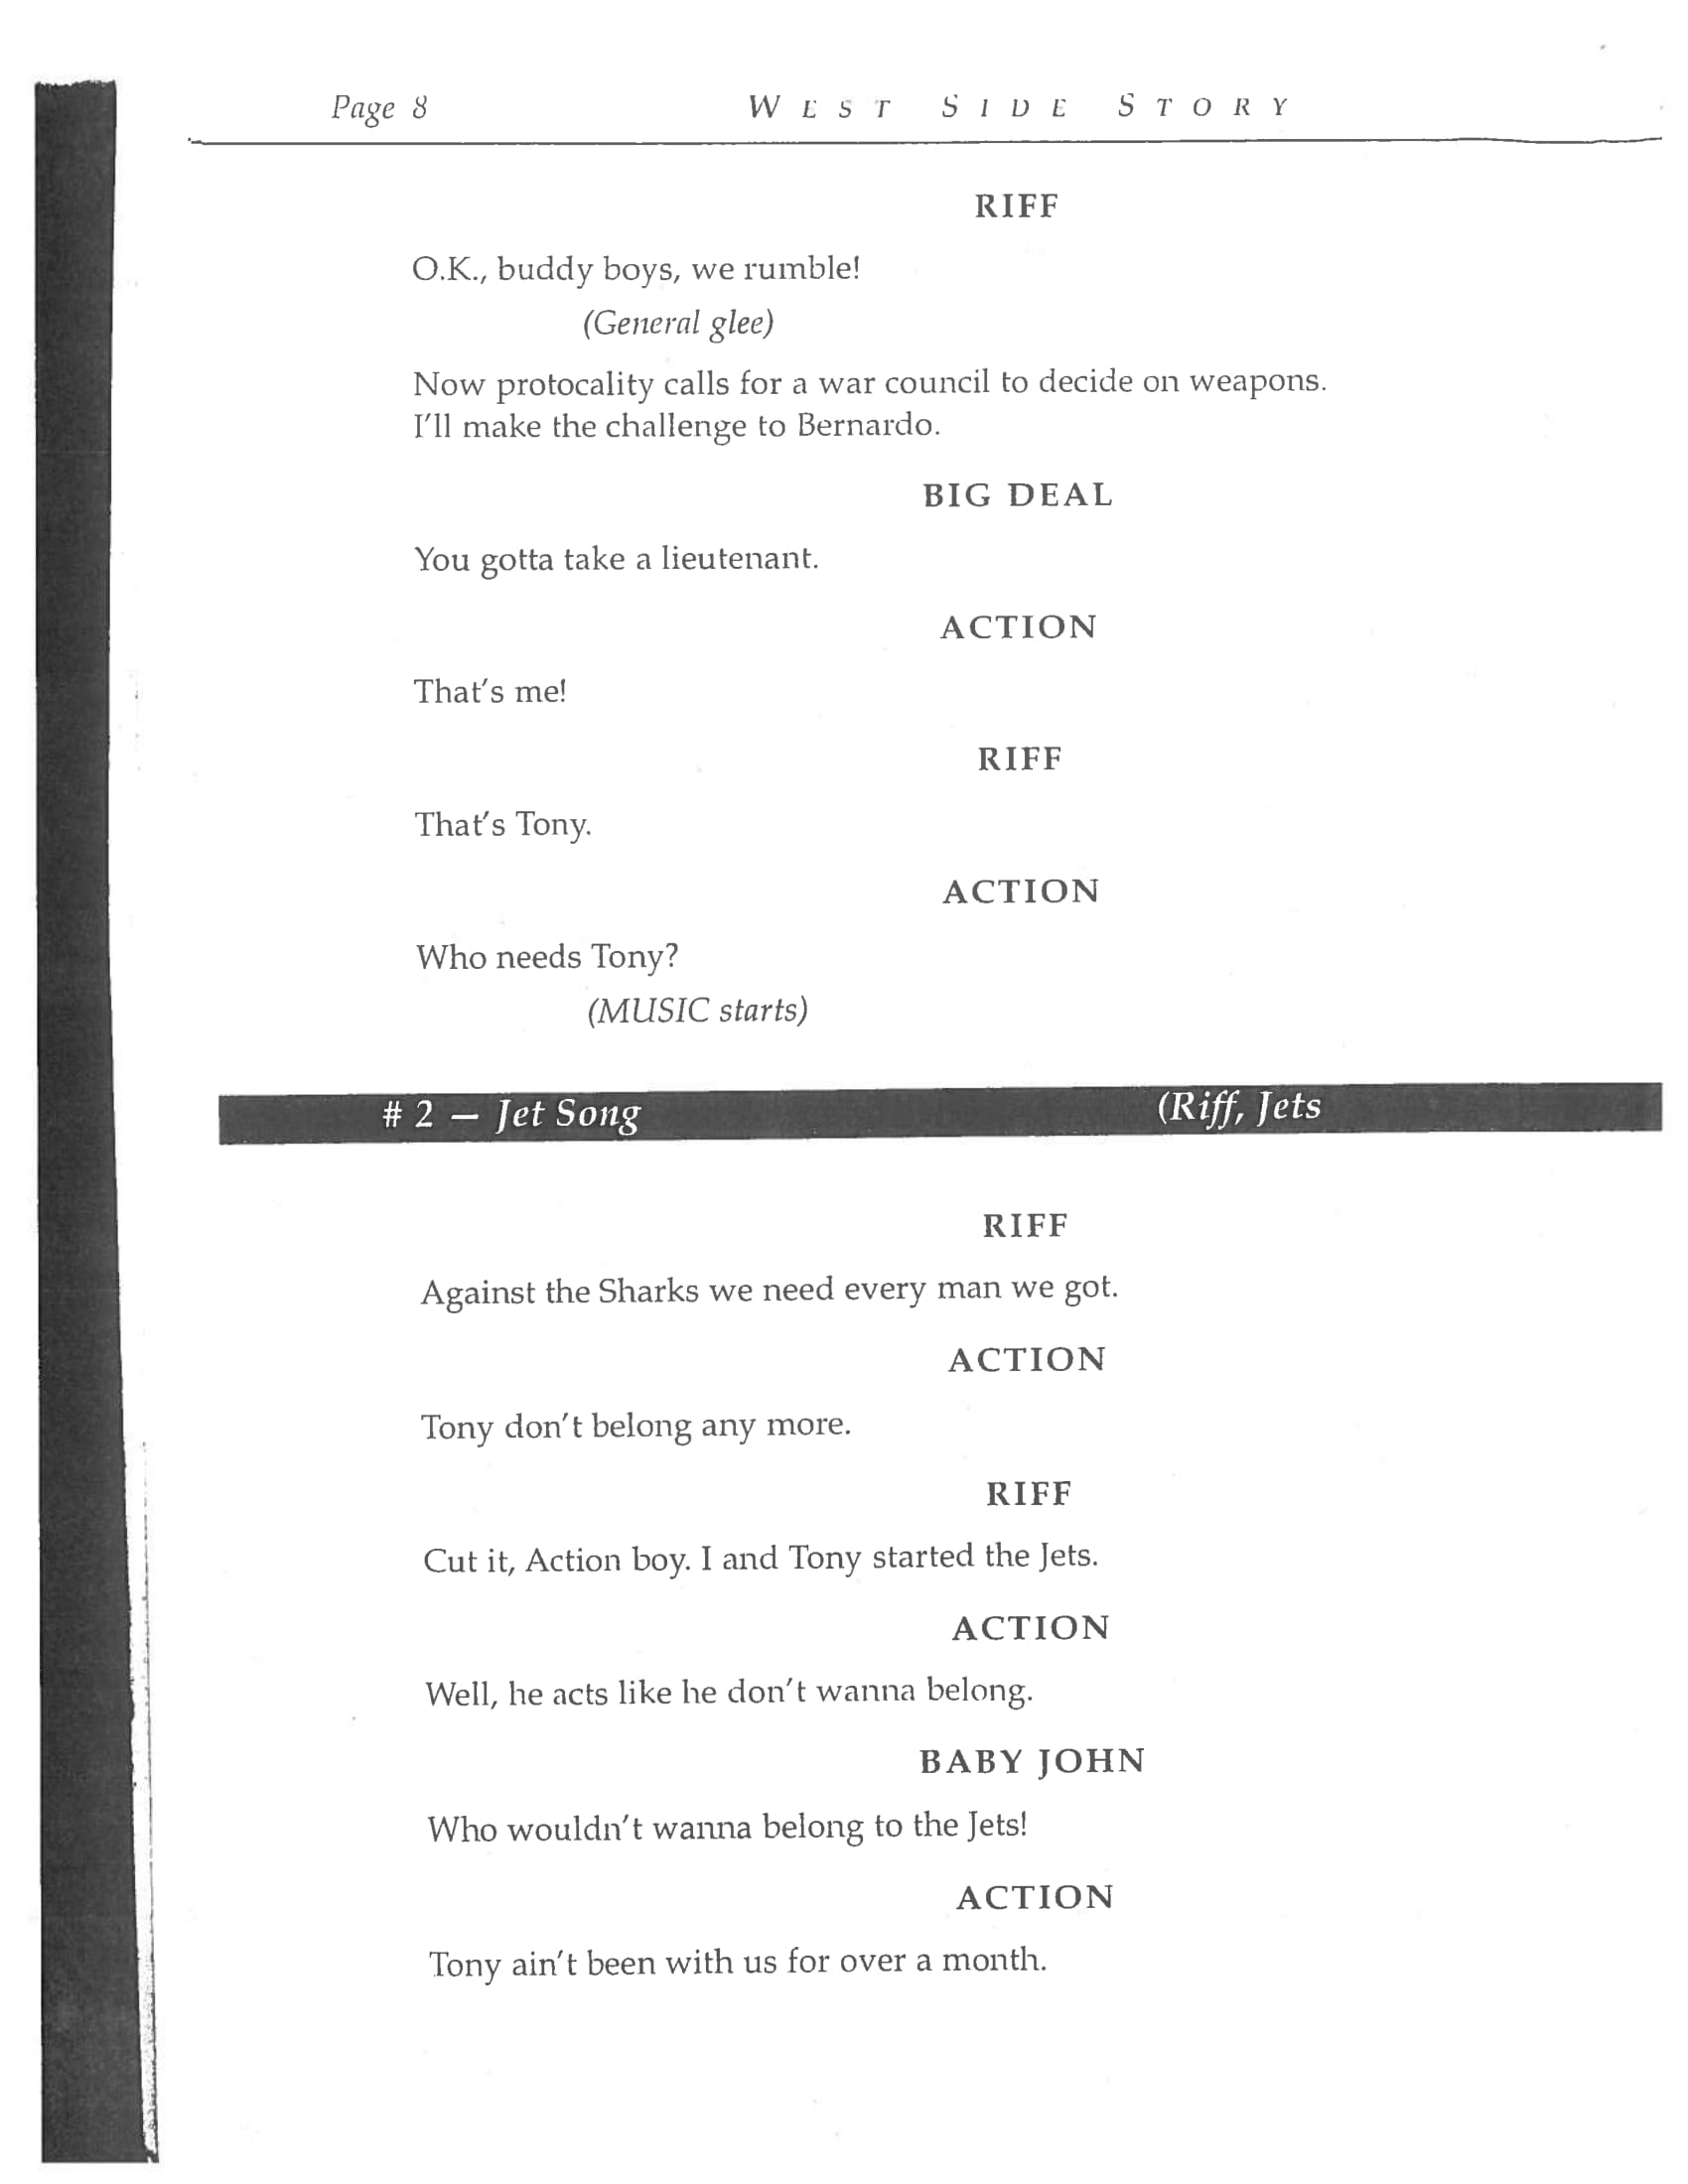 Page 8 WEST SIDE STORY
RIFF
O.K., buddy boys, we rumble!
(General glee)
Now protocality calls for a war council to decide on weapons.
I'll make the challenge to Bernardo.
BIG DEAL
You gotta take a lieutenant.
ACTION
That's me!
RIFF
That's Tony.
ACTION
Who needs Tony?
(MUSIC starts)
# 2 — Jet Song (Riff, Jets
RIFF
Against the Sharks we need every man we got.
ACTION
Tony don't belong any more.
RIFF
Cut it, Action boy. I and Tony started the Jets.
ACTION
Well, he acts like he don't wanna belong.
BABY JOHN
Who wouldn't wanna belong to the Jets!
ACTION
Tony ain't been with us for over a month.